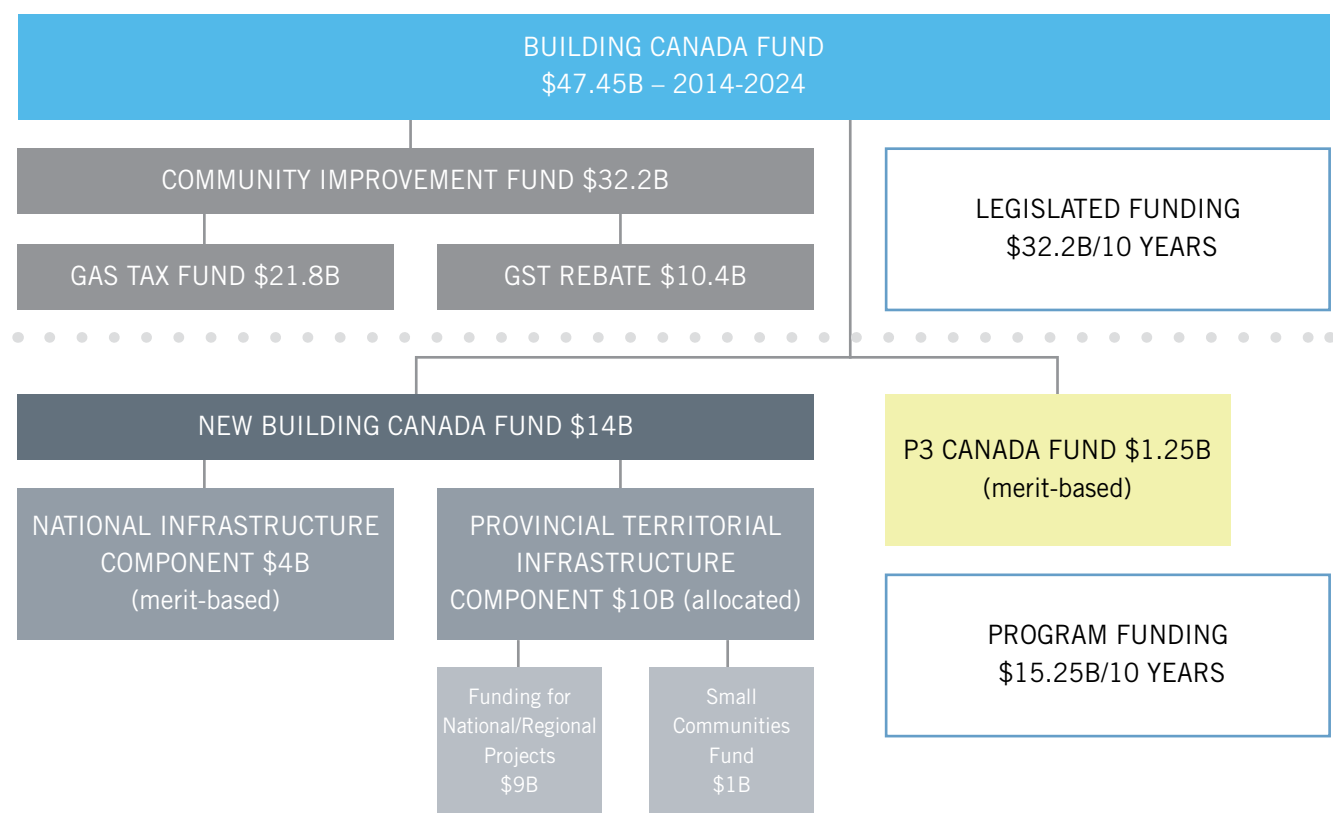 BUILDING CANADA FUND
$47.45B – 2014-2024
COMMUNITY IMPROVEMENT FUND $32.2B
GAS TAX FUND $21.8B
GST REBATE $10.4B
LEGISLATED FUNDING
$32.2B/10 YEARS
NEW BUILDING CANADA FUND $14B
NATIONAL INFRASTRUCTURE
COMPONENT $4B
(merit-based)
PROVINCIAL TERRITORIAL
INFRASTRUCTURE
COMPONENT $10B (allocated)
Funding for
National/Regional
Projects
$9B
Small
Communities
Fund
$1B
P3 CANADA FUND $1.25B
(merit-based)
PROGRAM FUNDING
$15.25B/10 YEARS